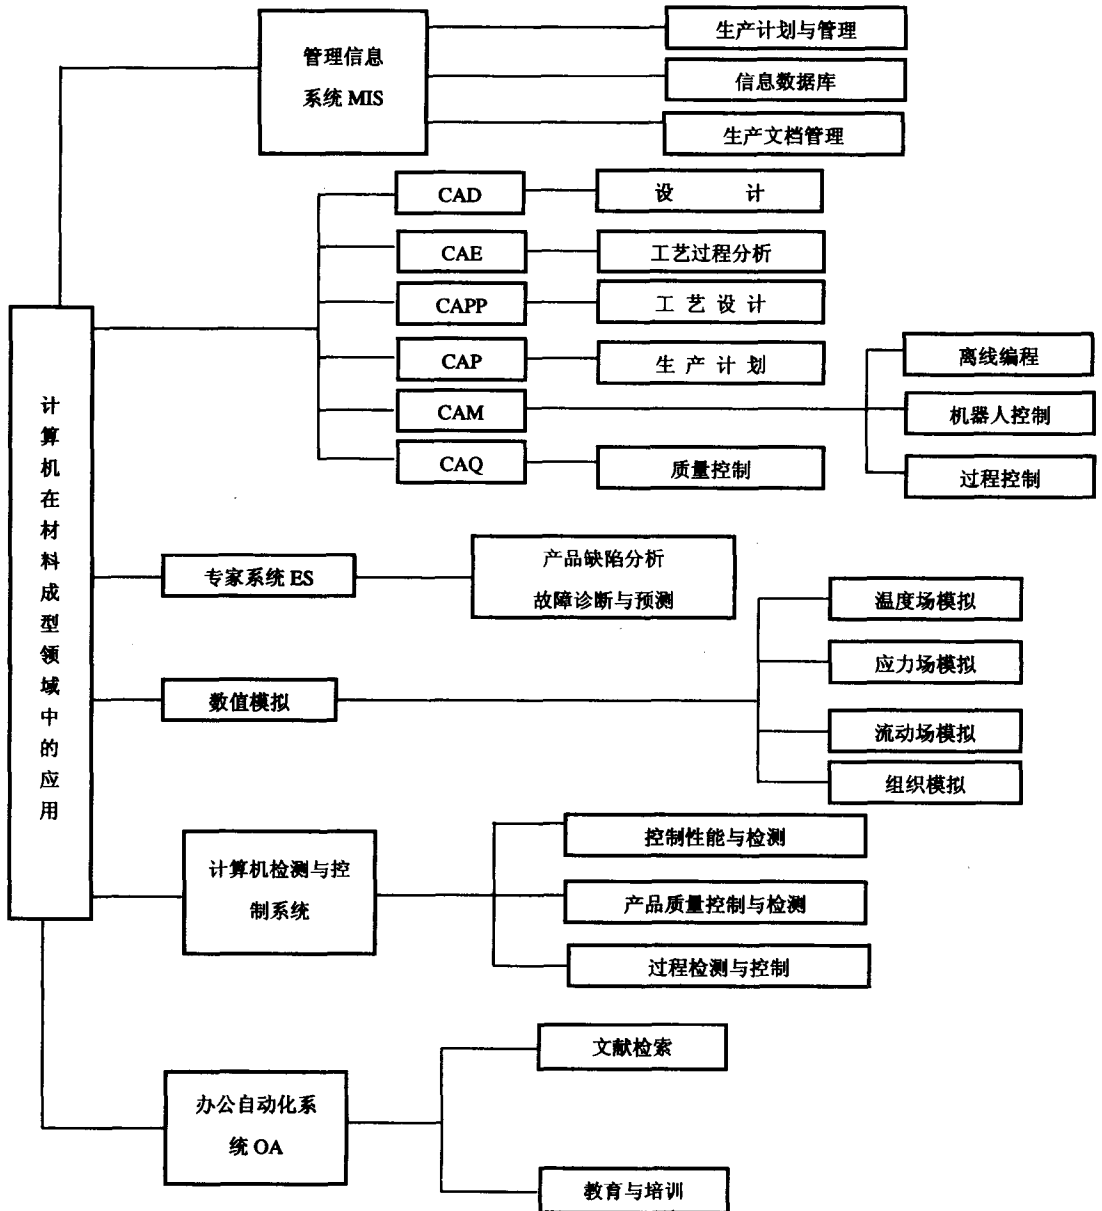 管理信息
系统 MIS
生产计划与管理
信息数据库
生产文档管理
CAD
设 计
CAE
工艺过程分析
CAPP
工 艺 设 计
CAP
生 产 计 划
CAM
离线编程
机器人控制
过程控制
CAQ
质量控制
计
算
机
在
材
料
成
型
领
域
中
的
应
用
专家系统 ES
产品缺陷分析
故障诊断与预测
数值模拟
温度场模拟
应力场模拟
流动场模拟
组织模拟
计算机检测与控
制系统
控制性能与检测
产品质量控制与检测
过程检测与控制
办公自动化系
统 OA
文献检索
教育与培训